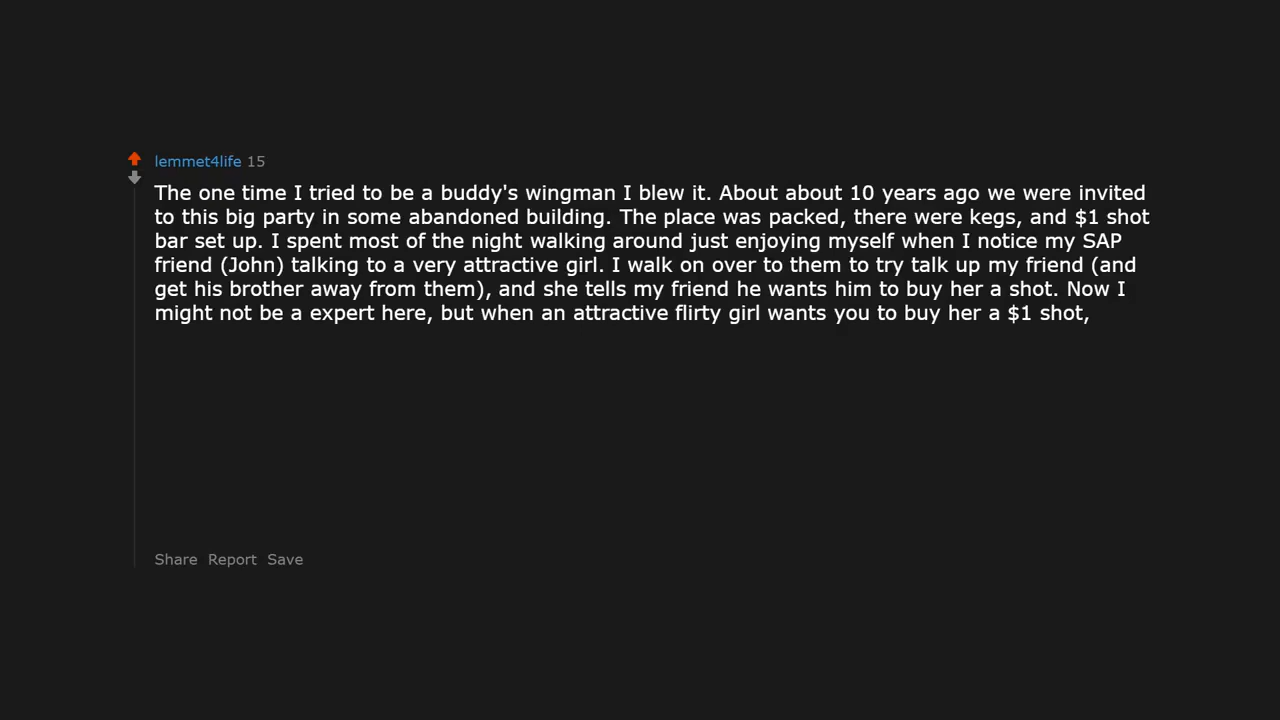 lemmet4life 15
The one time I tried to be a buddy's wingman I blew it. About about 10 years ago we were invited
to this big party in some abandoned building. The place was packed, there were kegs, and $1 shot
bar set up. I spent most of the night walking around just enjoying myself when I notice my SAP
friend (John) talking to a very attractive girl. I walk on over to them to try talk up my friend (and
get his brother away from them), and she tells my friend he wants him to buy her a shot. Now I
might not be a expert here, but when an attractive flirty girl wants you to buy her a $1 shot,
Share Report Save